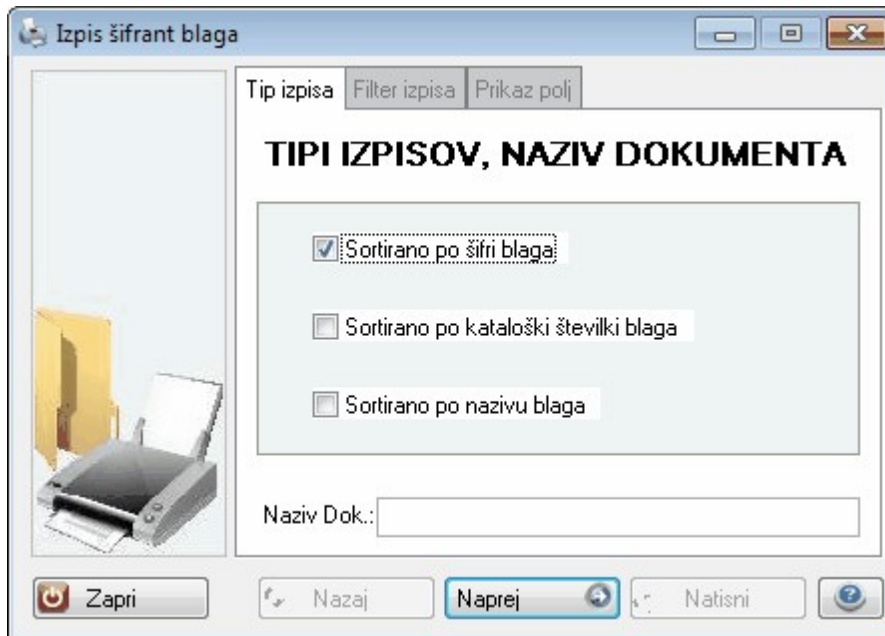 Izpis šifrant blaga
Tip izpisa Filter izpisa Prikaz polj
TIPI IZPISOV, NAZIV DOKUMENTA
Sortirano po šifri blaga
Sortirano po kataloški številki blaga
Sortirano po nazivu blaga
Naziv Dok.:
Zapri Nazaj Naprej Natisni